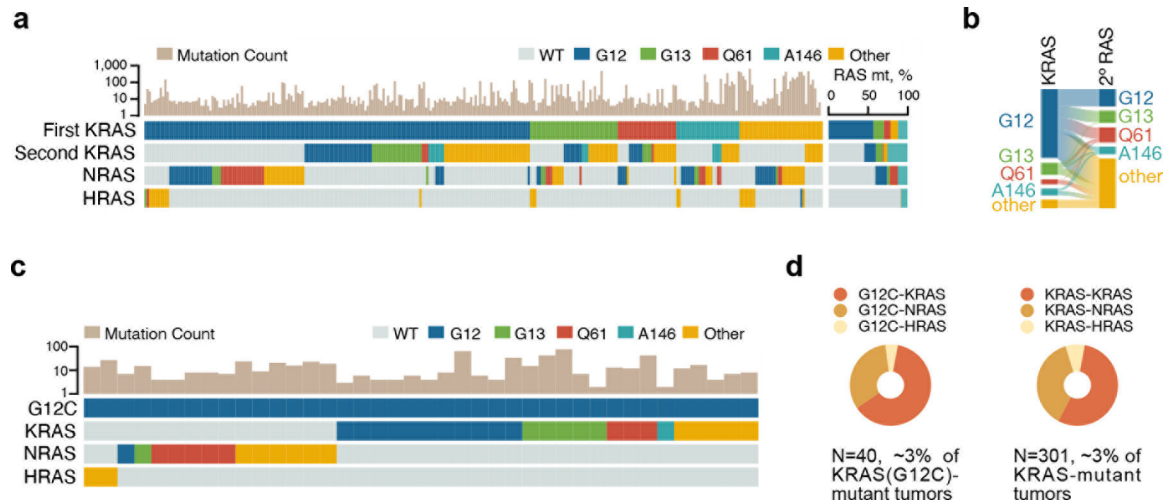 a
Mutation Count
WT G12 G13 Q61 A146 Other
1,000
100
10
1
RAS mt, %
0 50 100
First KRAS
Second KRAS
NRAS
HRAS
b
KRAS
2º RAS
G12
G13
Q61
A146
other
G12
G13
Q61
A146
other
c
Mutation Count
WT G12 G13 Q61 A146 Other
100
10
1
G12C
KRAS
NRAS
HRAS
d
G12C-KRAS
G12C-NRAS
G12C-HRAS
N=40, ~3% of
KRAS(G12C)-
mutant tumors
KRAS-KRAS
KRAS-NRAS
KRAS-HRAS
N=301, ~3% of
KRAS-mutant
tumors